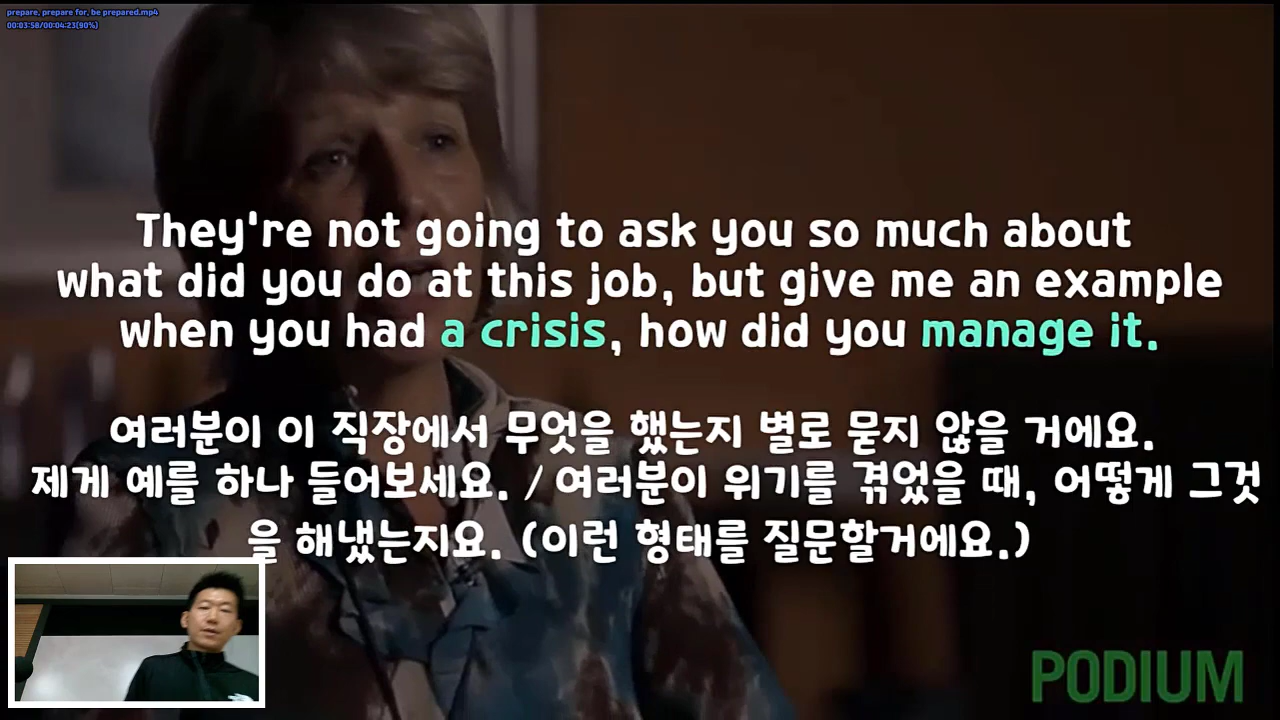 prepare, prepare for, be prepared.mp4
00:03:58/00:04:23(90%)
They're not going to ask you so much about
what did you do at this job, but give me an example
when you had a crisis, how did you manage it.
여러분이 이 직장에서 무엇을 했는지 별로 묻지 않을 거에요.
제게 예를 하나 들어보세요. / 여러분이 위기를 겪었을 때, 어떻게 그것
을 해냈는지요. (이런 형태를 질문할거에요.)
PODIUM